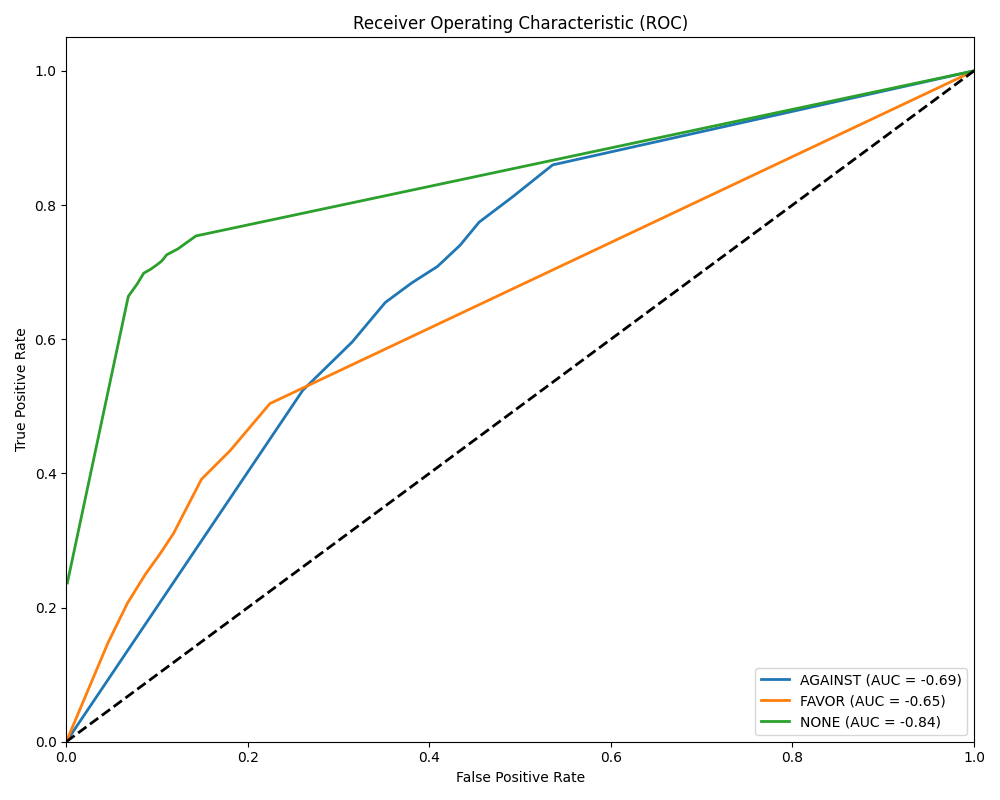 Receiver Operating Characteristic (ROC)
True Positive Rate
1.0
0.8
0.6
0.4
0.2
0.0
0.0 0.2 0.4 0.6 0.8 1.0
False Positive Rate
AGAINST (AUC = -0.69)
FAVOR (AUC = -0.65)
NONE (AUC = -0.84)